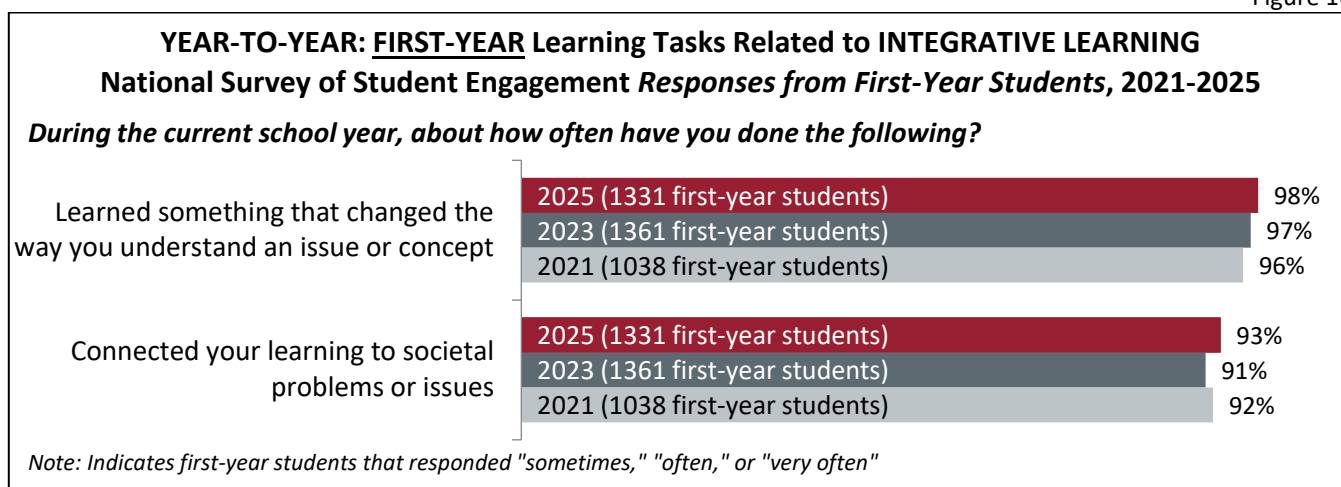 YEAR-TO-YEAR: FIRST-YEAR Learning Tasks Related to INTEGRATIVE LEARNING
National Survey of Student Engagement Responses from First-Year Students, 2021-2025
During the current school year, about how often have you done the following?
Learned something that changed the
way you understand an issue or concept
2025 (1331 first-year students) 98%
2023 (1361 first-year students) 97%
2021 (1038 first-year students) 96%
Connected your learning to societal
problems or issues
2025 (1331 first-year students) 93%
2023 (1361 first-year students) 91%
2021 (1038 first-year students) 92%
Note: Indicates first-year students that responded "sometimes," "often," or "very often"